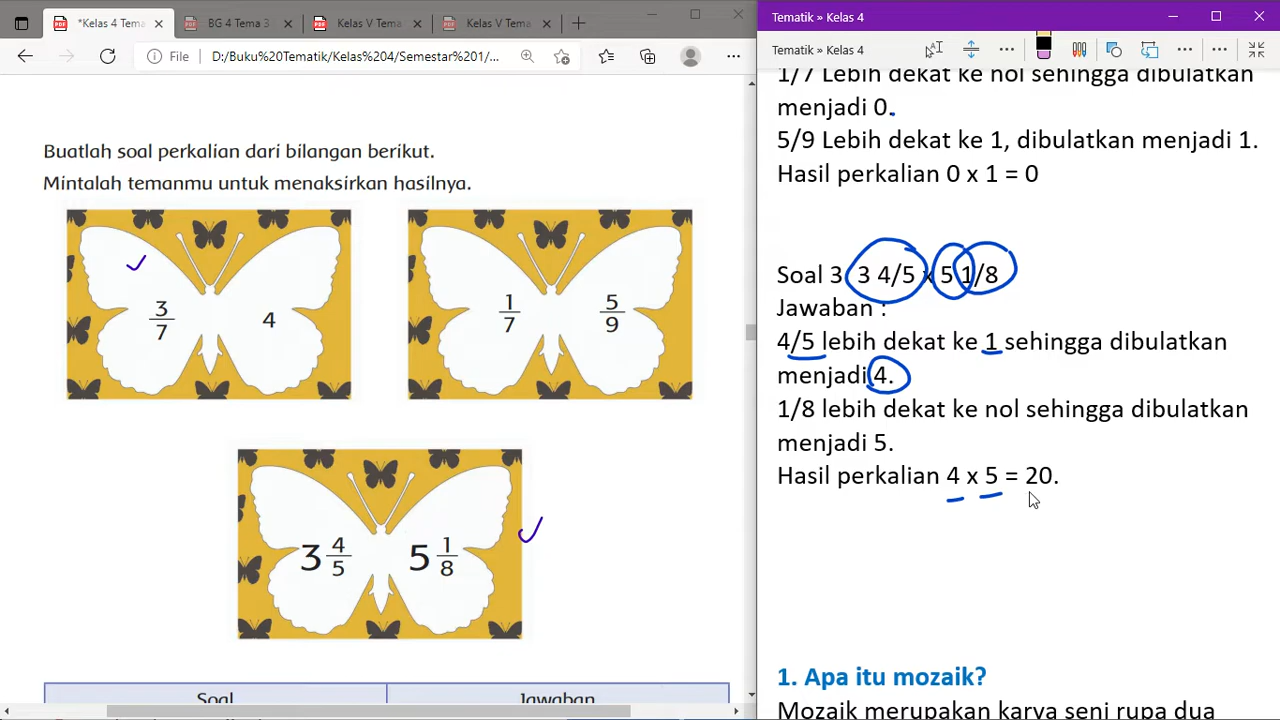 *Kelas 4 Tema
BG 4 Tema 3
Kelas V Tema
Kelas V Tema
File
D:/Buku%20Tematik/Kelas%204/Semestar%201/...
Buatlah soal perkalian dari bilangan berikut.
Mintalah temanmu untuk menaksirkan hasilnya.
3/7 4
1/7 5/9
3 4/5 5 1/8
Soal Jawaban
Tematik » Kelas 4
Tematik » Kelas 4
1/7 Lebih dekat ke nol sehingga dibulatkan
menjadi 0.
5/9 Lebih dekat ke 1, dibulatkan menjadi 1.
Hasil perkalian 0 x 1 = 0
Soal 3 3 4/5 x 5 1/8
Jawaban :
4/5 lebih dekat ke 1 sehingga dibulatkan
menjadi 4.
1/8 lebih dekat ke nol sehingga dibulatkan
menjadi 5.
Hasil perkalian 4 x 5 = 20.
1. Apa itu mozaik?
Mozaik merupakan karya seni rupa dua